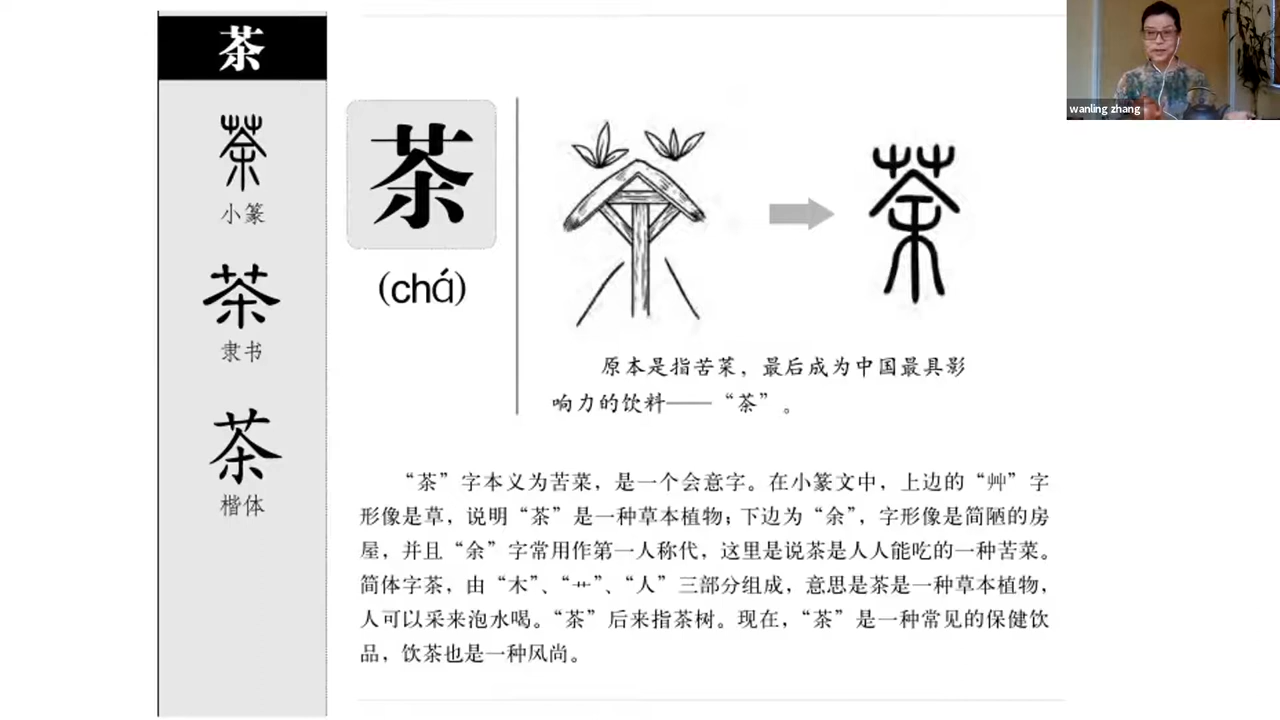 茶
小篆
隶书
茶
楷体
茶
(chá)
原本是指苦菜，最后成为中国最具影
响力的饮料——“茶”。
“茶”字本义为苦菜，是一个会意字。在小篆文中，上边的“艸”字
形像是草，说明“茶”是一种草本植物；下边为“余”，字形像是简陋的房
屋，并且“余”字常用作第一人称代，这里是说茶是人人能吃的一种苦菜。
简体字茶，由“木”、“艹”、“人”三部分组成，意思是茶是一种草本植物，
人可以采来泡水喝。“茶”后来指茶树。现在，“茶”是一种常见的保健饮
品，饮茶也是一种风尚。
wanling zhang